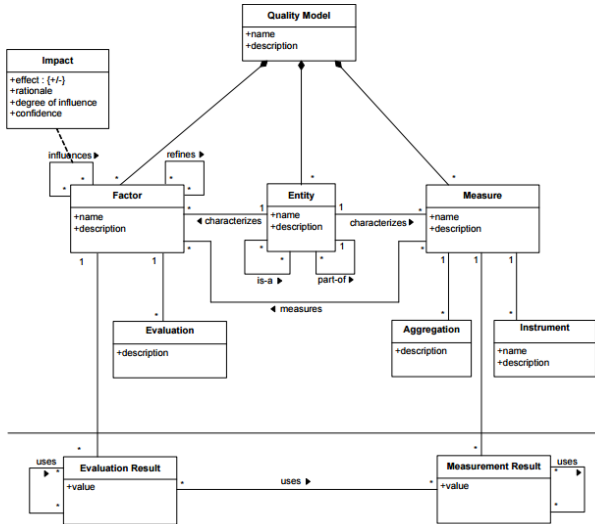 Quality Model
+name
+description
Impact
+effect : {+/-}
+rationale
+degree of influence
+confidence
influences ▶
refines ▶
* * * * * * *
Factor
+name
+description
Entity
+name
+description
Measure
+name
+description
* 1 1 *
◀ characterizes
characterizes ▶
* * 1 *
* *
is-a ▶
part-of ▶
◀ measures
1 1 1 1 1
* * *
Evaluation
+description
Aggregation
+description
Instrument
+name
+description
* *
uses ▶
Evaluation Result
+value
* *
* uses ▶ *
Measurement Result
+value
* *
uses ▶